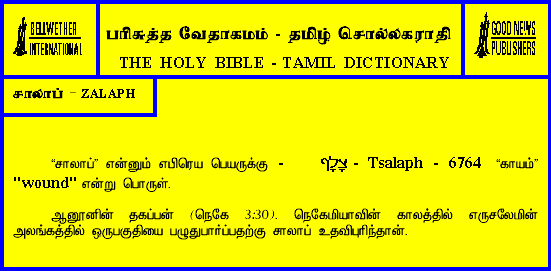 BELLWETHER
INTERNATIONAL
பரிசுத்த வேதாகமம் - தமிழ் சொல்லகராதி
THE HOLY BIBLE - TAMIL DICTIONARY
GOOD NEWS
PUBLISHERS
சாலாப் - ZALAPH
“சாலாப்” என்னும் எபிரெய பெயருக்கு - צָלָף - Tsalaph - 6764 “காயம்”
"wound" என்று பொருள்.
ஆனூனின் தகப்பன் (நெகே 3:30). நெகேமியாவின் காலத்தில் எருசலேமின்
அலங்கத்தில் ஒருபகுதியை பழுதுபார்ப்பதற்கு சாலாப் உதவிபுரிந்தான்.